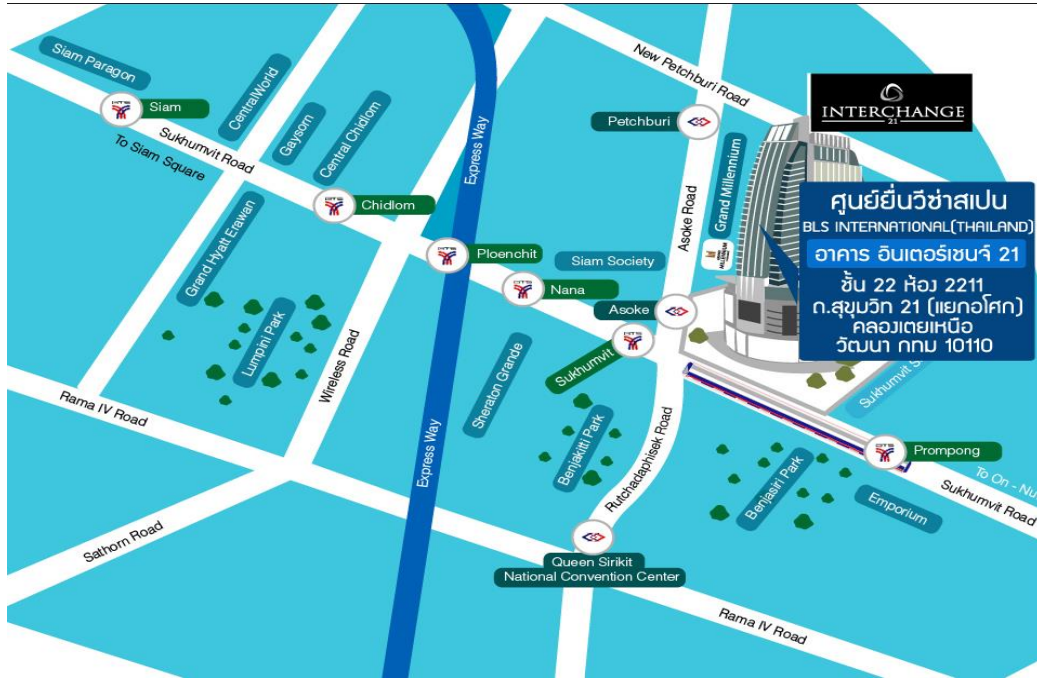 Siam Paragon
Siam
CentralWorld
Gaysorn
Central Chidlom
Sukhumvit Road
To Siam Square
Chidlom
Grand Hyatt Erawan
Lumpini Park
Wireless Road
Rama IV Road
Sathorn Road
Express Way
Express Way
Ploenchit
Nana
Siam Society
Asoke
Sukhumvit
Sheraton Grande
Benjakitti Park
Rutchadaphisek Road
Queen Sirikit
National Convention Center
Rama IV Road
New Petchburi Road
Petchburi
Asoke Road
Grand Millennium
INTERCHANGE
21
ศูนย์ยื่นวีซ่าสเปน
BLS INTERNATIONAL(THAILAND)
อาคาร อินเตอร์เชนจ์ 21
ชั้น 22 ห้อง 2211
ถ.สุขุมวิท 21 (แยกอโศก)
คลองเตยเหนือ
วัฒนา กทม 10110
Sukhumvit S
Prompong
Benjasiri Park
Emporium
To On - Nu
Sukhumvit Road